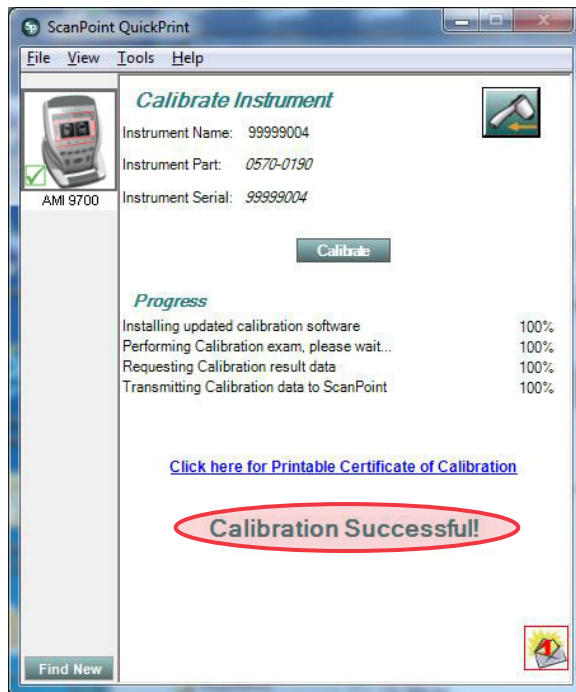 ScanPoint QuickPrint
File View Tools Help
Calibrate Instrument
Instrument Name: 99999004
Instrument Part: 0570-0190
Instrument Serial: 99999004
AMI 9700
Calibrate
Progress
Installing updated calibration software 100%
Performing Calibration exam, please wait... 100%
Requesting Calibration result data 100%
Transmitting Calibration data to ScanPoint 100%
Click here for Printable Certificate of Calibration
Calibration Successful!
Find New